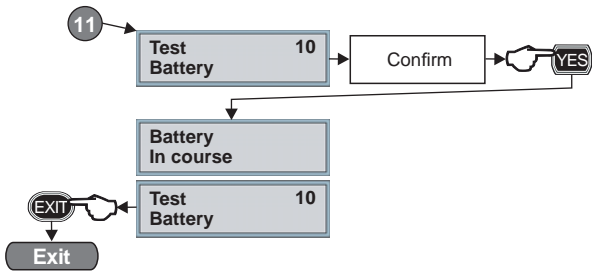 11
Test 10
Battery
Confirm
YES
Battery
In course
Test 10
Battery
EXIT
Exit